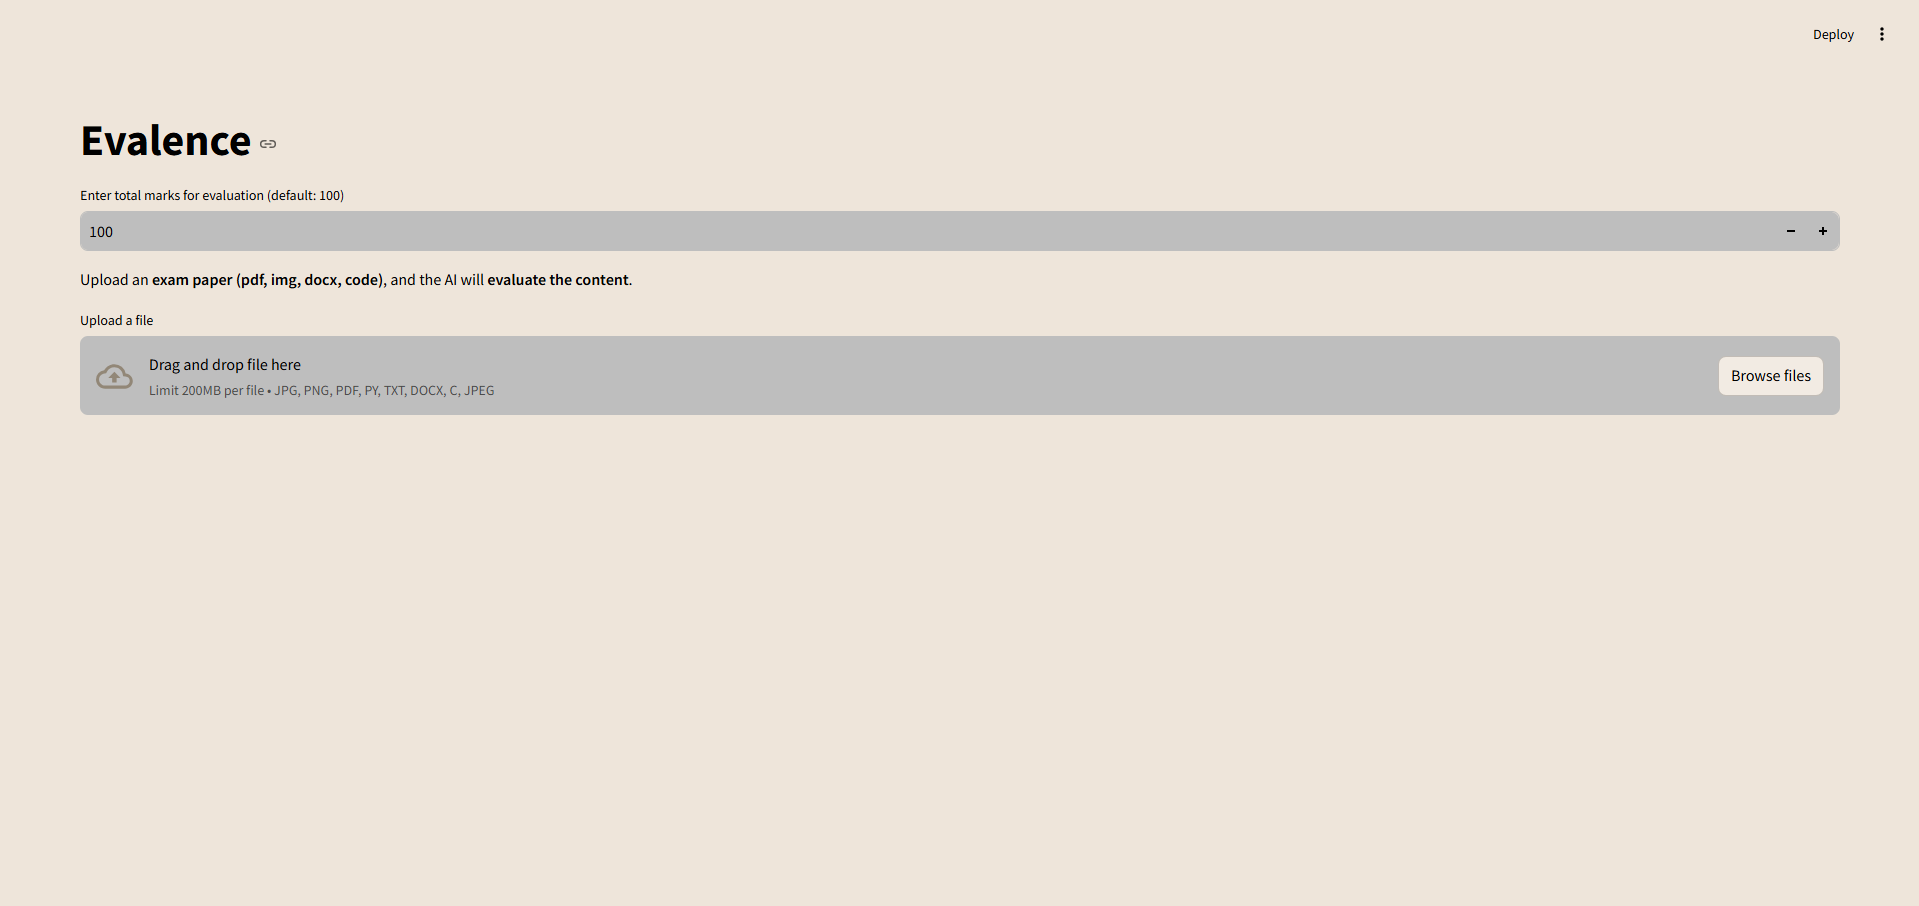 Deploy
Evalence
Enter total marks for evaluation (default: 100)
100
Upload an exam paper (pdf, img, docx, code), and the AI will evaluate the content.
Upload a file
Drag and drop file here
Limit 200MB per file • JPG, PNG, PDF, PY, TXT, DOCX, C, JPEG
Browse files